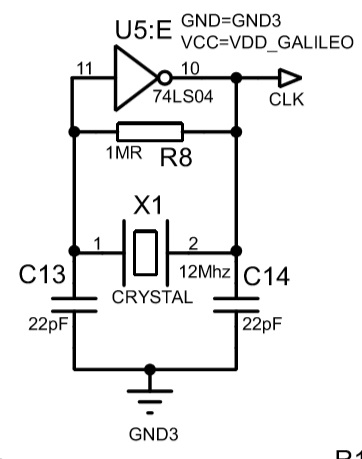 U5:E GND=GND3
VCC=VDD_GALILEO
11 10
74LS04
CLK
1MR R8
X1
1 2
C13 12Mhz C14
CRYSTAL
22pF 22pF
GND3